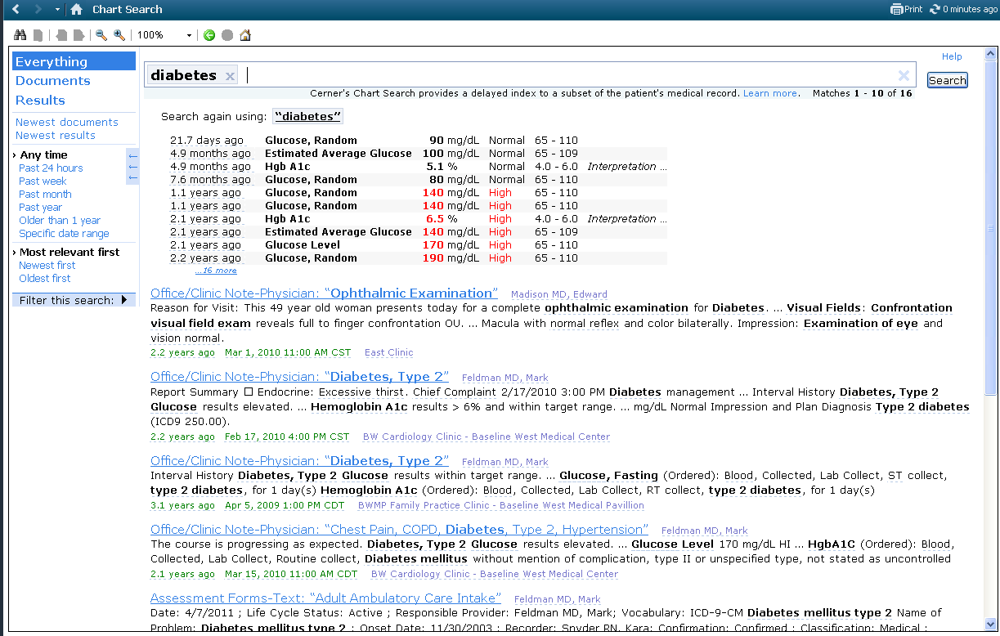 Chart Search
Print 0 minutes ago
100%
Help
Everything
Documents
Results
Newest documents
Newest results
› Any time
Past 24 hours
Past week
Past month
Past year
Older than 1 year
Specific date range
› Most relevant first
Newest first
Oldest first
Filter this search:
diabetes x
Search
Cerner's Chart Search provides a delayed index to a subset of the patient's medical record. Learn more. Matches 1 - 10 of 16
Search again using: "diabetes"
21.7 days ago Glucose, Random 90 mg/dL Normal 65 - 110
4.9 months ago Estimated Average Glucose 100 mg/dL Normal 65 - 109
4.9 months ago Hgb A1c 5.1 % Normal 4.0 - 6.0 Interpretation ...
7.6 months ago Glucose, Random 80 mg/dL Normal 65 - 110
1.1 years ago Glucose, Random 140 mg/dL High 65 - 110
1.1 years ago Glucose, Random 140 mg/dL High 65 - 110
2.1 years ago Hgb A1c 6.5 % High 4.0 - 6.0 Interpretation ...
2.1 years ago Estimated Average Glucose 140 mg/dL High 65 - 109
2.1 years ago Glucose Level 170 mg/dL High 65 - 110
2.2 years ago Glucose, Random 190 mg/dL High 65 - 110
...16 more
Office/Clinic Note-Physician: "Ophthalmic Examination" Madison MD, Edward
Reason for Visit: This 49 year old woman presents today for a complete ophthalmic examination for Diabetes. ... Visual Fields: Confrontation
visual field exam reveals full to finger confrontation OU. ... Macula with normal reflex and color bilaterally. Impression: Examination of eye and
vision normal.
2.2 years ago Mar 1, 2010 11:00 AM CST East Clinic
Office/Clinic Note-Physician: "Diabetes, Type 2" Feldman MD, Mark
Report Summary ☐ Endocrine: Excessive thirst. Chief Complaint 2/17/2010 3:00 PM Diabetes management ... Interval History Diabetes, Type 2
Glucose results elevated. ... Hemoglobin A1c results > 6% and within target range. ... mg/dL Normal Impression and Plan Diagnosis Type 2 diabetes
(ICD9 250.00).
2.2 years ago Feb 17, 2010 4:00 PM CST BW Cardiology Clinic - Baseline West Medical Center
Office/Clinic Note-Physician: "Diabetes, Type 2" Feldman MD, Mark
Interval History Diabetes, Type 2 Glucose results within target range. ... Glucose, Fasting (Ordered): Blood, Collected, Lab Collect, ST collect,
type 2 diabetes, for 1 day(s) Hemoglobin A1c (Ordered): Blood, Collected, Lab Collect, RT collect, type 2 diabetes, for 1 day(s)
3.1 years ago Apr 5, 2009 1:00 PM CDT BWMP Family Practice Clinic - Baseline West Medical Pavillion
Office/Clinic Note-Physician: "Chest Pain, COPD, Diabetes, Type 2, Hypertension" Feldman MD, Mark
The course is progressing as expected. Diabetes, Type 2 Glucose results elevated. ... Glucose Level 170 mg/dL HI ... HgbA1C (Ordered): Blood,
Collected, Lab Collect, Routine collect, Diabetes mellitus without mention of complication, type II or unspecified type, not stated as uncontrolled
2.1 years ago Mar 15, 2010 11:00 AM CDT BW Cardiology Clinic - Baseline West Medical Center
Assessment Forms-Text: "Adult Ambulatory Care Intake" Feldman MD, Mark
Date: 4/7/2011 ; Life Cycle Status: Active ; Responsible Provider: Feldman MD, Mark; Vocabulary: ICD-9-CM Diabetes mellitus type 2 Name of
Problem: Diabetes mellitus type 2 ; Onset Date: 11/30/2003 ; Recorder: Snyder RN, Kara; Confirmation: Confirmed ; Classification: Medical ;